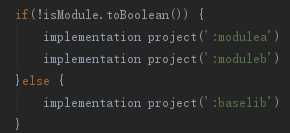 if(!isModule.toBoolean()) {
    implementation project(':modulea')
    implementation project(':moduleb')
}else {
    implementation project(':baselib')
}